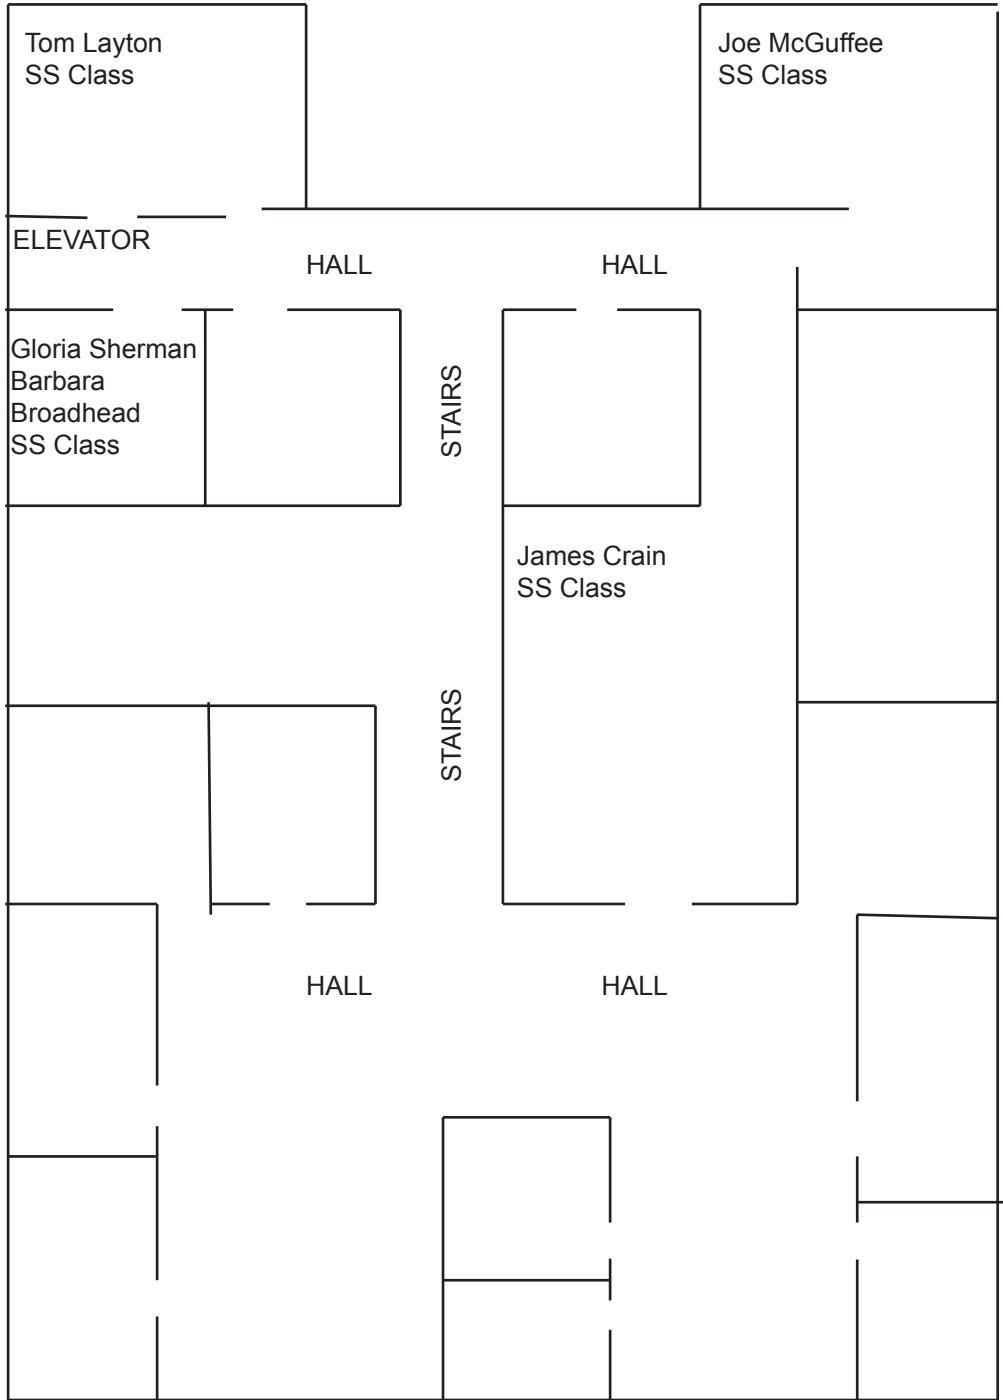 Tom Layton
SS Class
Joe McGuffee
SS Class
ELEVATOR
HALL
HALL
Gloria Sherman
Barbara
Broadhead
SS Class
STAIRS
James Crain
SS Class
STAIRS
HALL
HALL